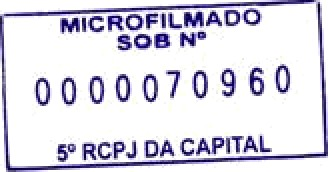 MICROFILMADO
SOB Nº
0000070960
5º RCPJ DA CAPITAL